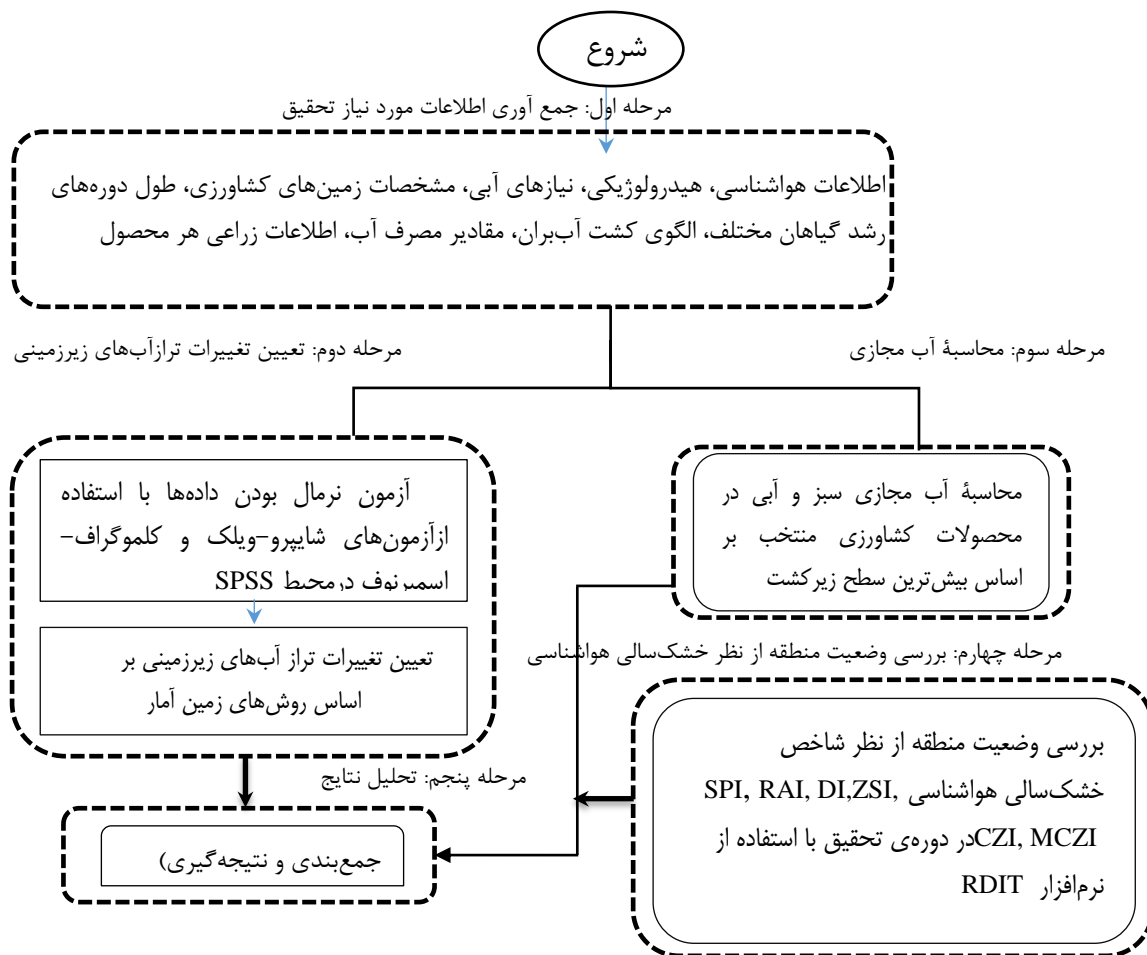 شروع
مرحله اول: جمع آوری اطلاعات مورد نیاز تحقیق
اطلاعات هواشناسی، هیدرولوژیکی، نیازهای آبی، مشخصات زمین‌های کشاورزی، طول دوره‌های
رشد گیاهان مختلف، الگوی کشت آب‌بران، مقادیر مصرف آب، اطلاعات زراعی هر محصول
مرحله سوم: محاسبۀ آب مجازی
مرحله دوم: تعیین تغییرات ترازآب‌های زیرزمینی
محاسبۀ آب مجازی سبز و آبی در
محصولات کشاورزی منتخب بر
اساس بیش‌ترین سطح زیرکشت
آزمون نرمال بودن داده‌ها با استفاده
ازآزمون‌های شاپیرو-ویلک و کلموگراف-
اسمیرنوف درمحیط SPSS
تعیین تغییرات تراز آب‌های زیرزمینی بر
اساس روش‌های زمین آمار
مرحله چهارم: بررسی وضعیت منطقه از نظر خشک‌سالی هواشناسی
بررسی وضعیت منطقه از نظر شاخص
خشک‌سالی هواشناسی SPI, RAI, DI,ZSI,
CZI, MCZIدر دوره‌ی تحقیق با استفاده از
نرم‌افزار RDIT
مرحله پنجم: تحلیل نتایج
جمع‌بندی و نتیجه‌گیری)